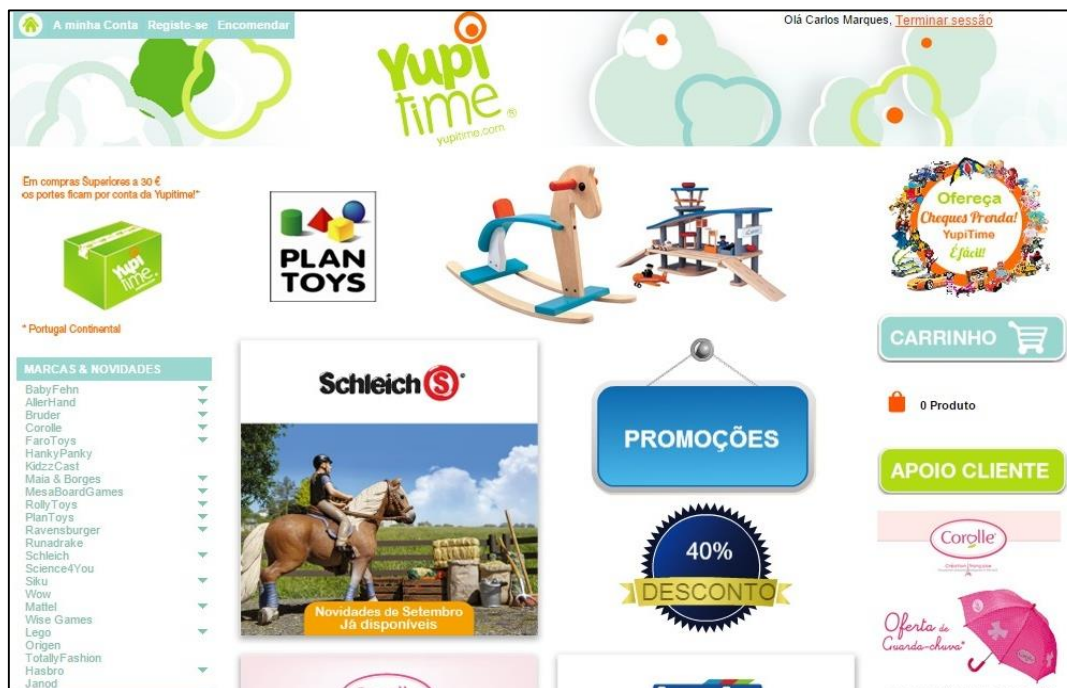 A minha Conta Registe-se Encomendar
Olá Carlos Marques, Terminar sessão
Yupi
time ®
yupitime.com
Em compras Superiores a 30 €
os portes ficam por conta da Yupitime!*
Yupi
time
* Portugal Continental
PLAN
TOYS
Ofereça
Cheques Prenda!
YupiTime
É fácil!
CARRINHO
0 Produto
APOIO CLIENTE
MARCAS & NOVIDADES
BabyFehn
AllerHand
Bruder
Corolle
FaroToys
HankyPanky
KidzzCast
Maia & Borges
MesaBoardGames
RollyToys
PlanToys
Ravensburger
Runadrake
Schleich
Science4You
Siku
Wow
Mattel
Wise Games
Lego
Origen
TotallyFashion
Hasbro
Janod
Schleich S ®
Novidades de Setembro
Já disponíveis
PROMOÇÕES
40%
DESCONTO
Corolle
Oferta de
Guarda-chuva*